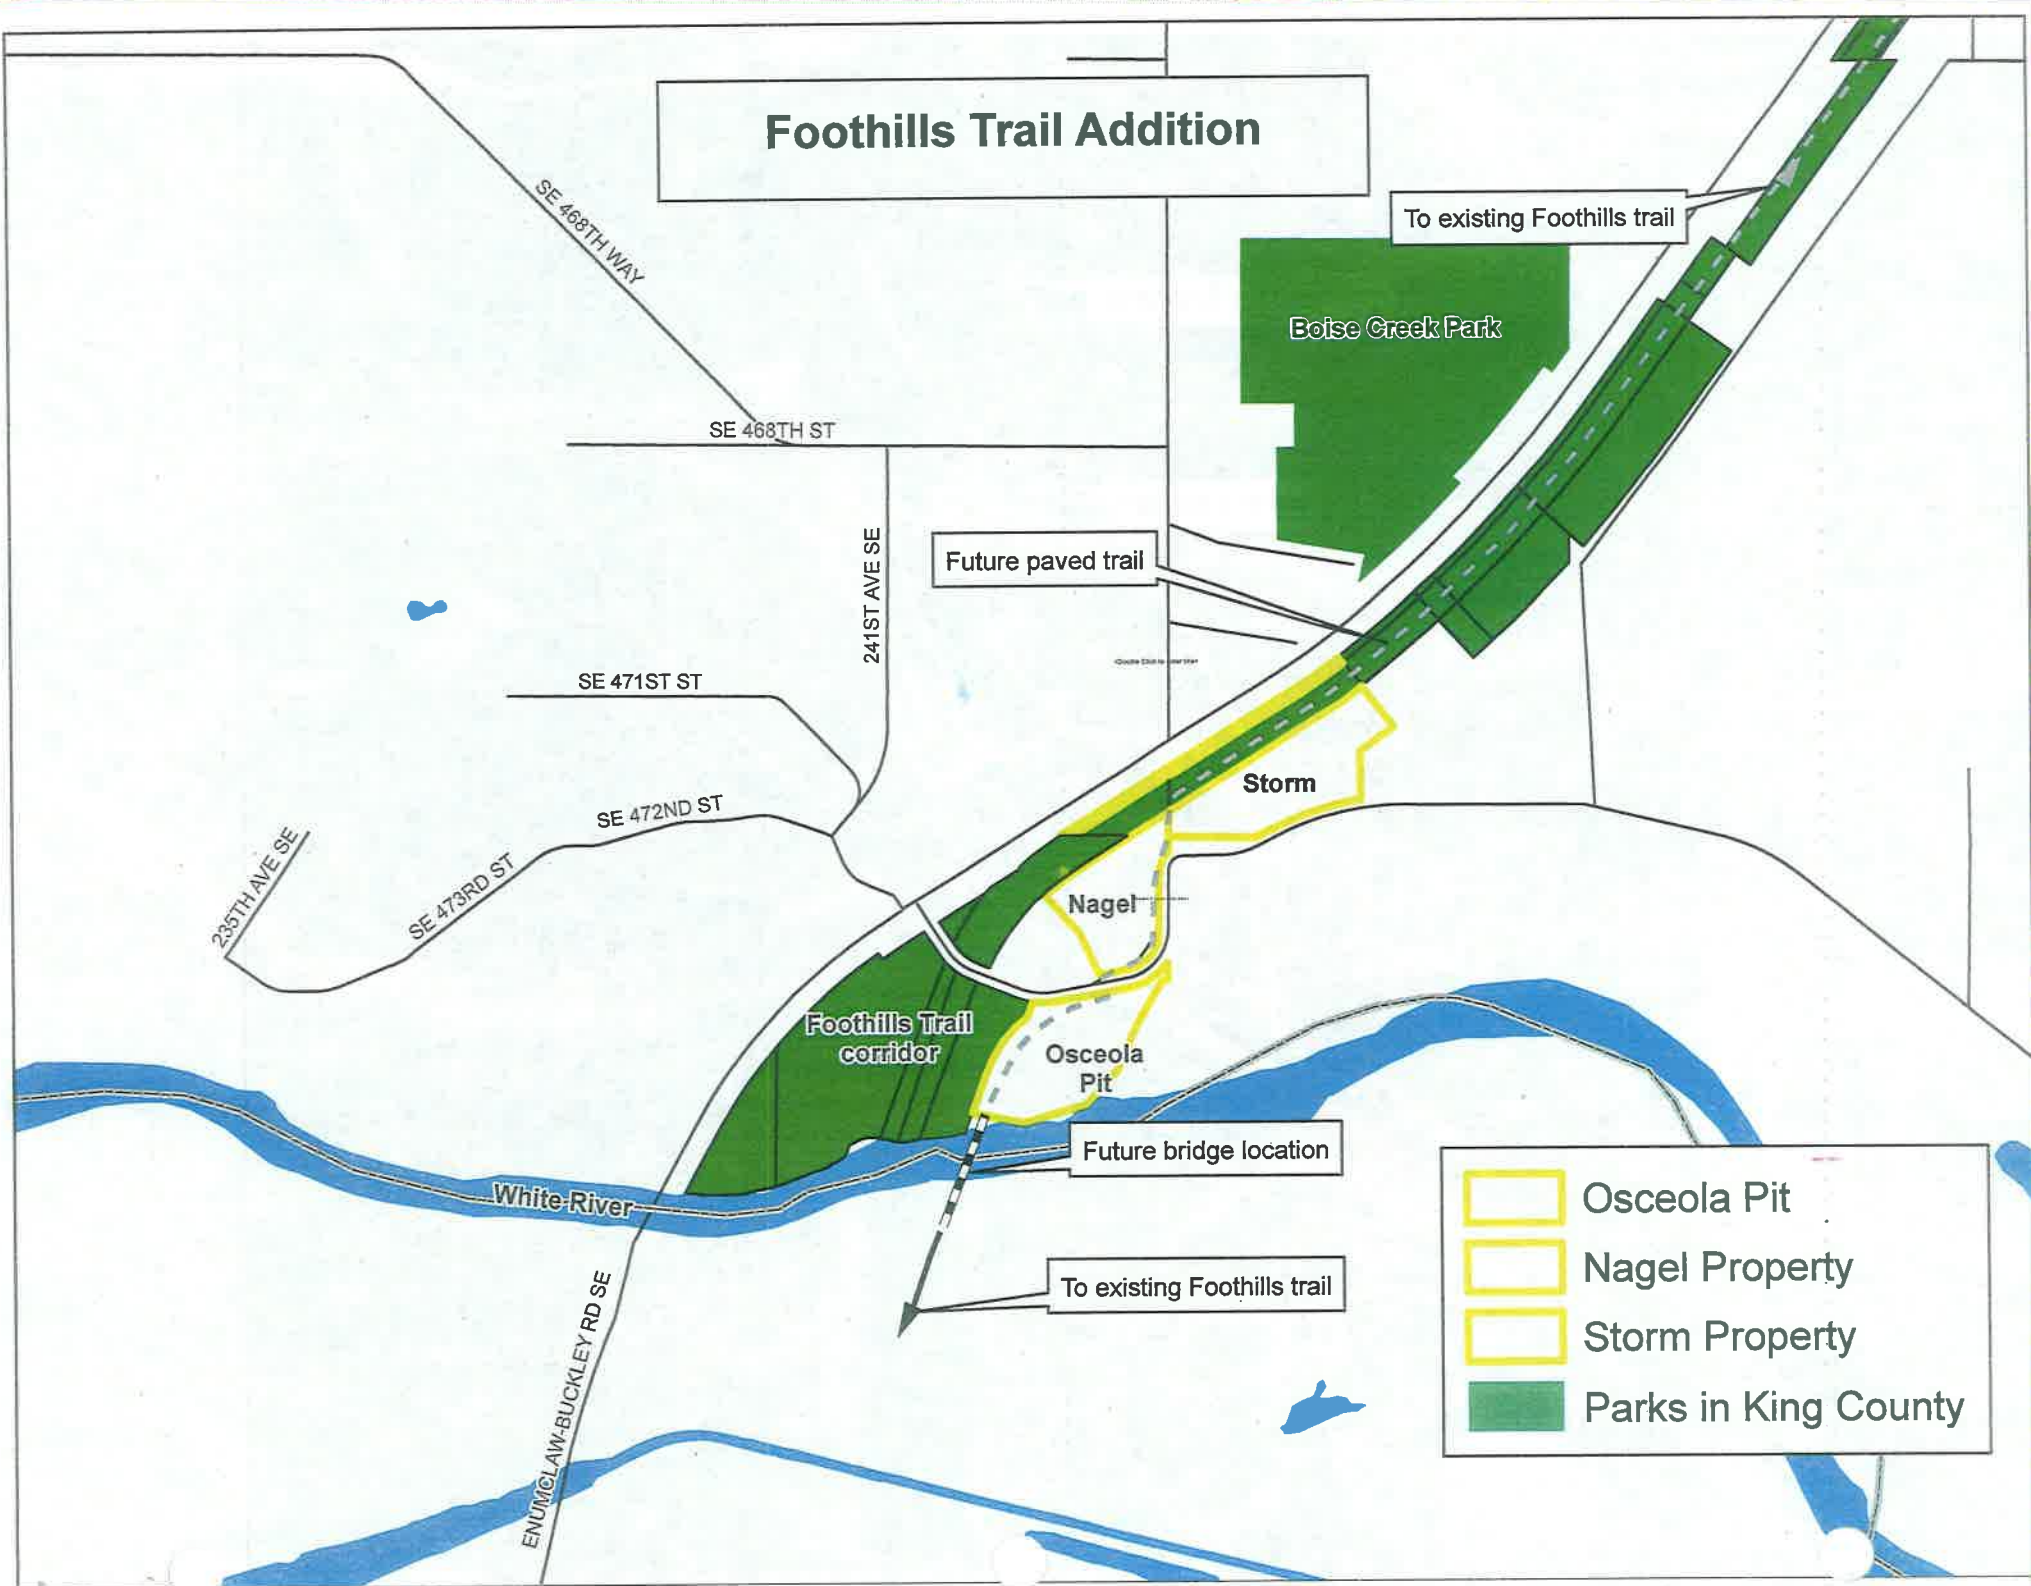 Foothills Trail Addition
To existing Foothills trail
SE 468TH WAY
Boise Creek Park
SE 468TH ST
241ST AVE SE
Future paved trail
SE 471ST ST
Storm
SE 472ND ST
235TH AVE SE
SE 473RD ST
Nagel
Foothills Trail
corridor
Osceola
Pit
Future bridge location
White River
To existing Foothills trail
ENUMCLAW-BUCKLEY RD SE
Osceola Pit
Nagel Property
Storm Property
Parks in King County